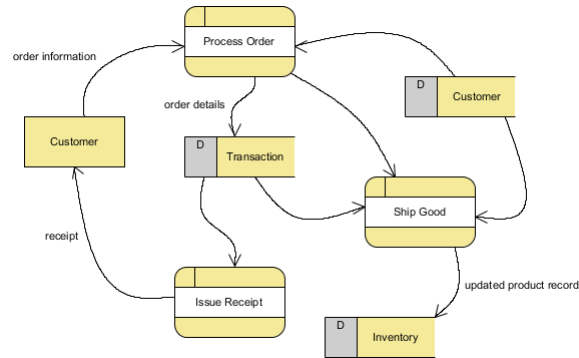 Process Order
order information
D
Customer
order details
D
Transaction
Customer
Ship Good
receipt
Issue Receipt
updated product record
D
Inventory